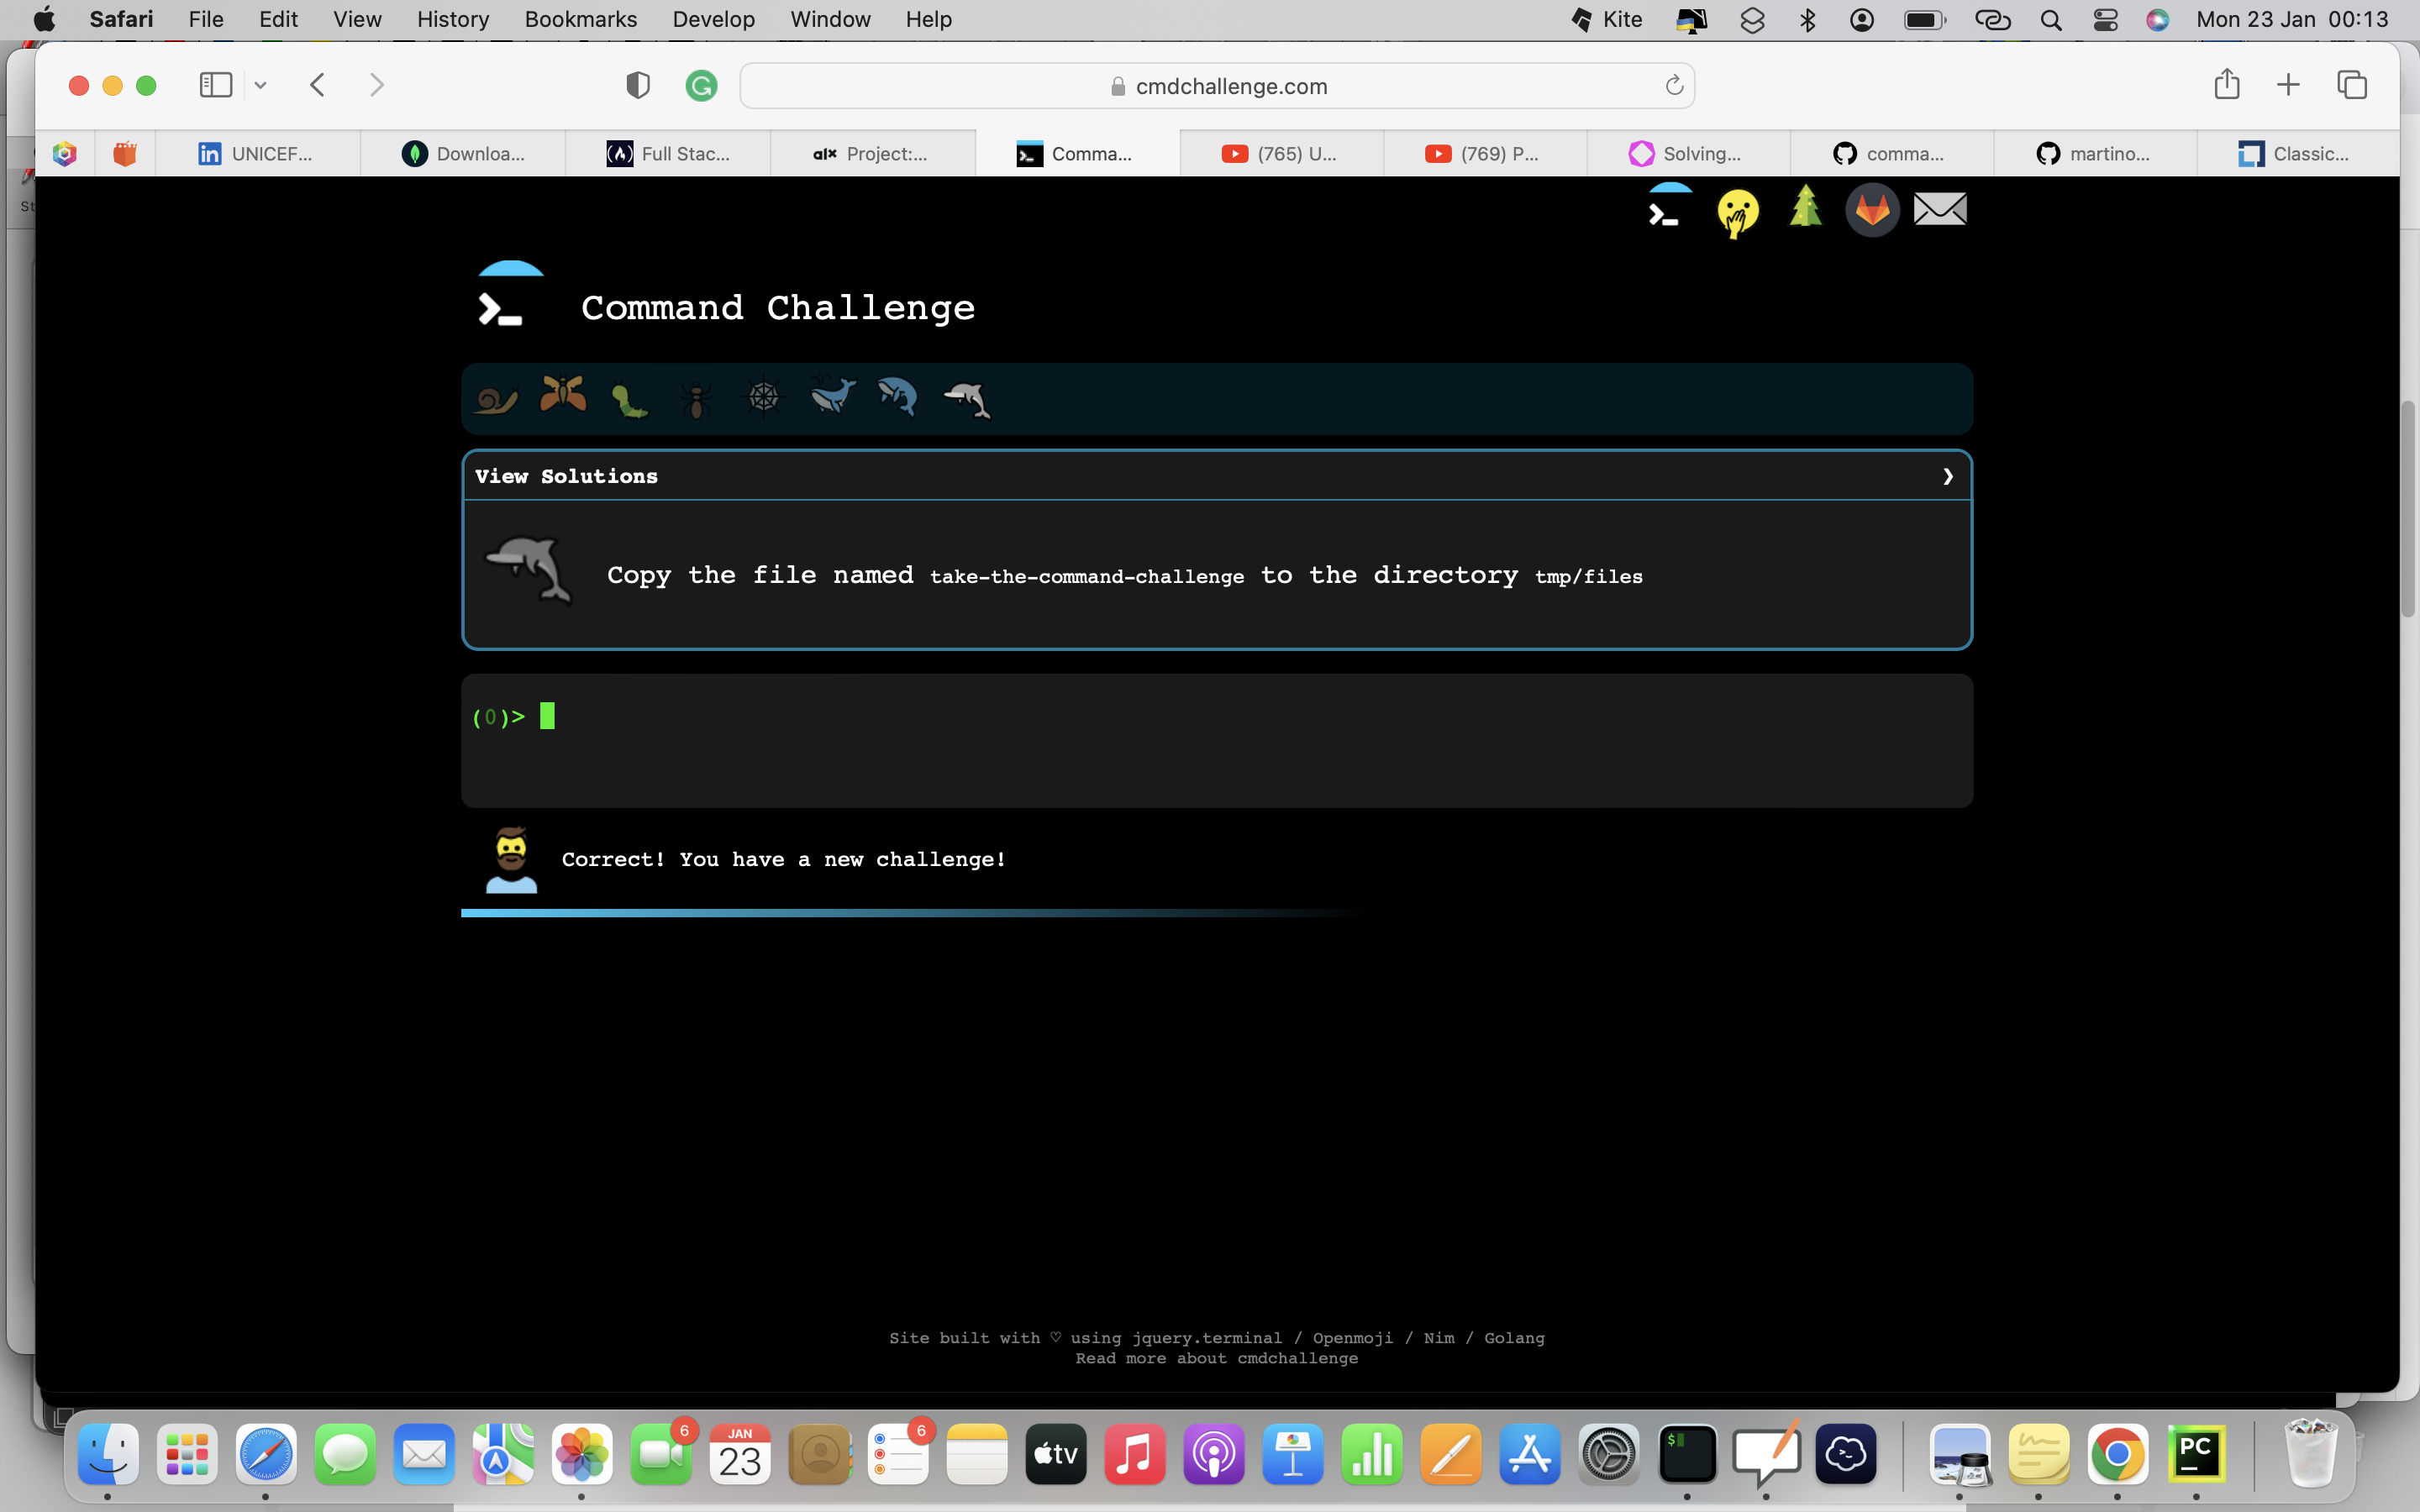 Safari File Edit View History Bookmarks Develop Window Help Kite Mon 23 Jan 00:13
cmdchallenge.com
UNICEF... Downloa... Full Stac... alx Project:... Comma... (765) U... (769) P... Solving... comma... martino... Classic...
St
Command Challenge
View Solutions
Copy the file named take-the-command-challenge to the directory tmp/files
(0)>
Correct! You have a new challenge!
Site built with ♡ using jquery.terminal / Openmoji / Nim / Golang
Read more about cmdchallenge
6 JAN 6
23 tv $ PC